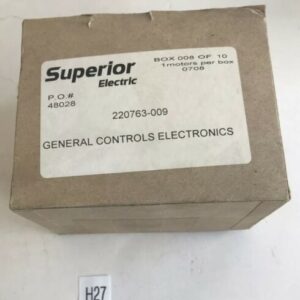 Superior
Electric
BOX 008 OF 10
1 motors per box
0708
P.O.#
48028
220763-009
GENERAL CONTROLS ELECTRONICS
H27